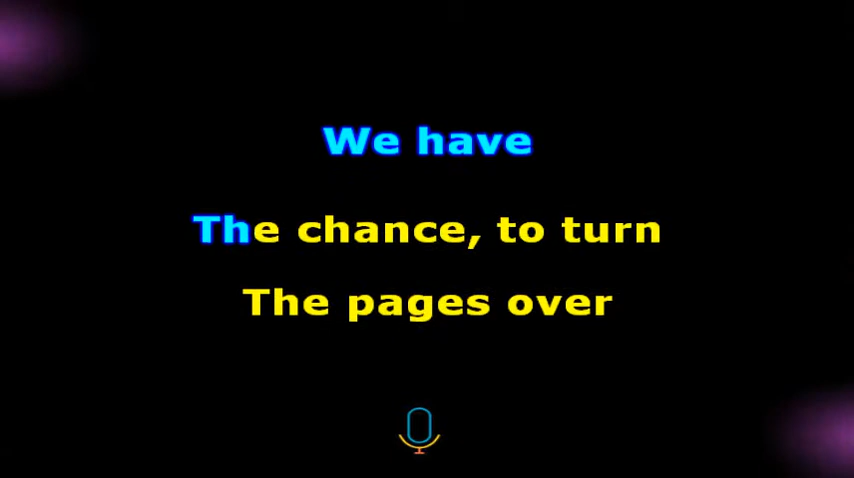 We have
The chance, to turn
The pages over